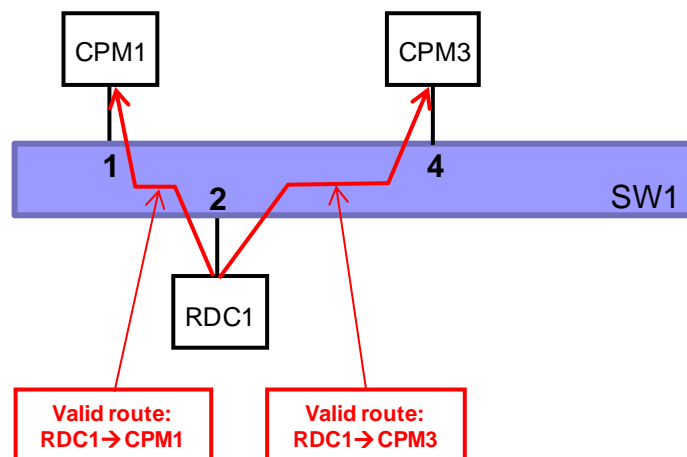 CPM1
CPM3
1
4
2
SW1
RDC1
Valid route:
RDC1→CPM1
Valid route:
RDC1→CPM3